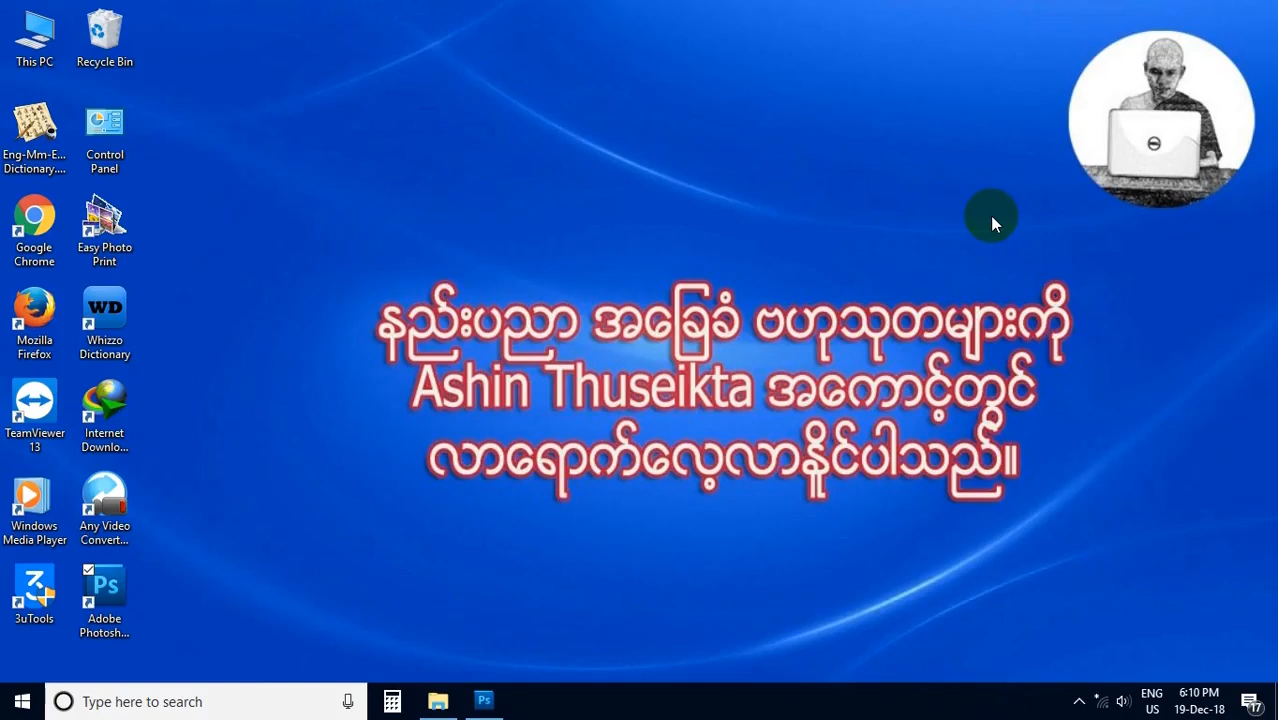 This PC
Recycle Bin
Eng-Mm-E...
Dictionary....
Control
Panel
Google
Chrome
Easy Photo
Print
Mozilla
Firefox
WD
Whizzo
Dictionary
TeamViewer
13
Internet
Downlo...
Windows
Media Player
Any Video
Convert...
3uTools
Ps
Adobe
Photosh...
နည်းပညာ အခြေခံ ဗဟုသုတများကို
Ashin Thuseikta အကောင့်တွင်
လာရောက်လေ့လာနိူင်ပါသည်။
Type here to search
Ps
ENG
US
6:10 PM
19-Dec-18
17